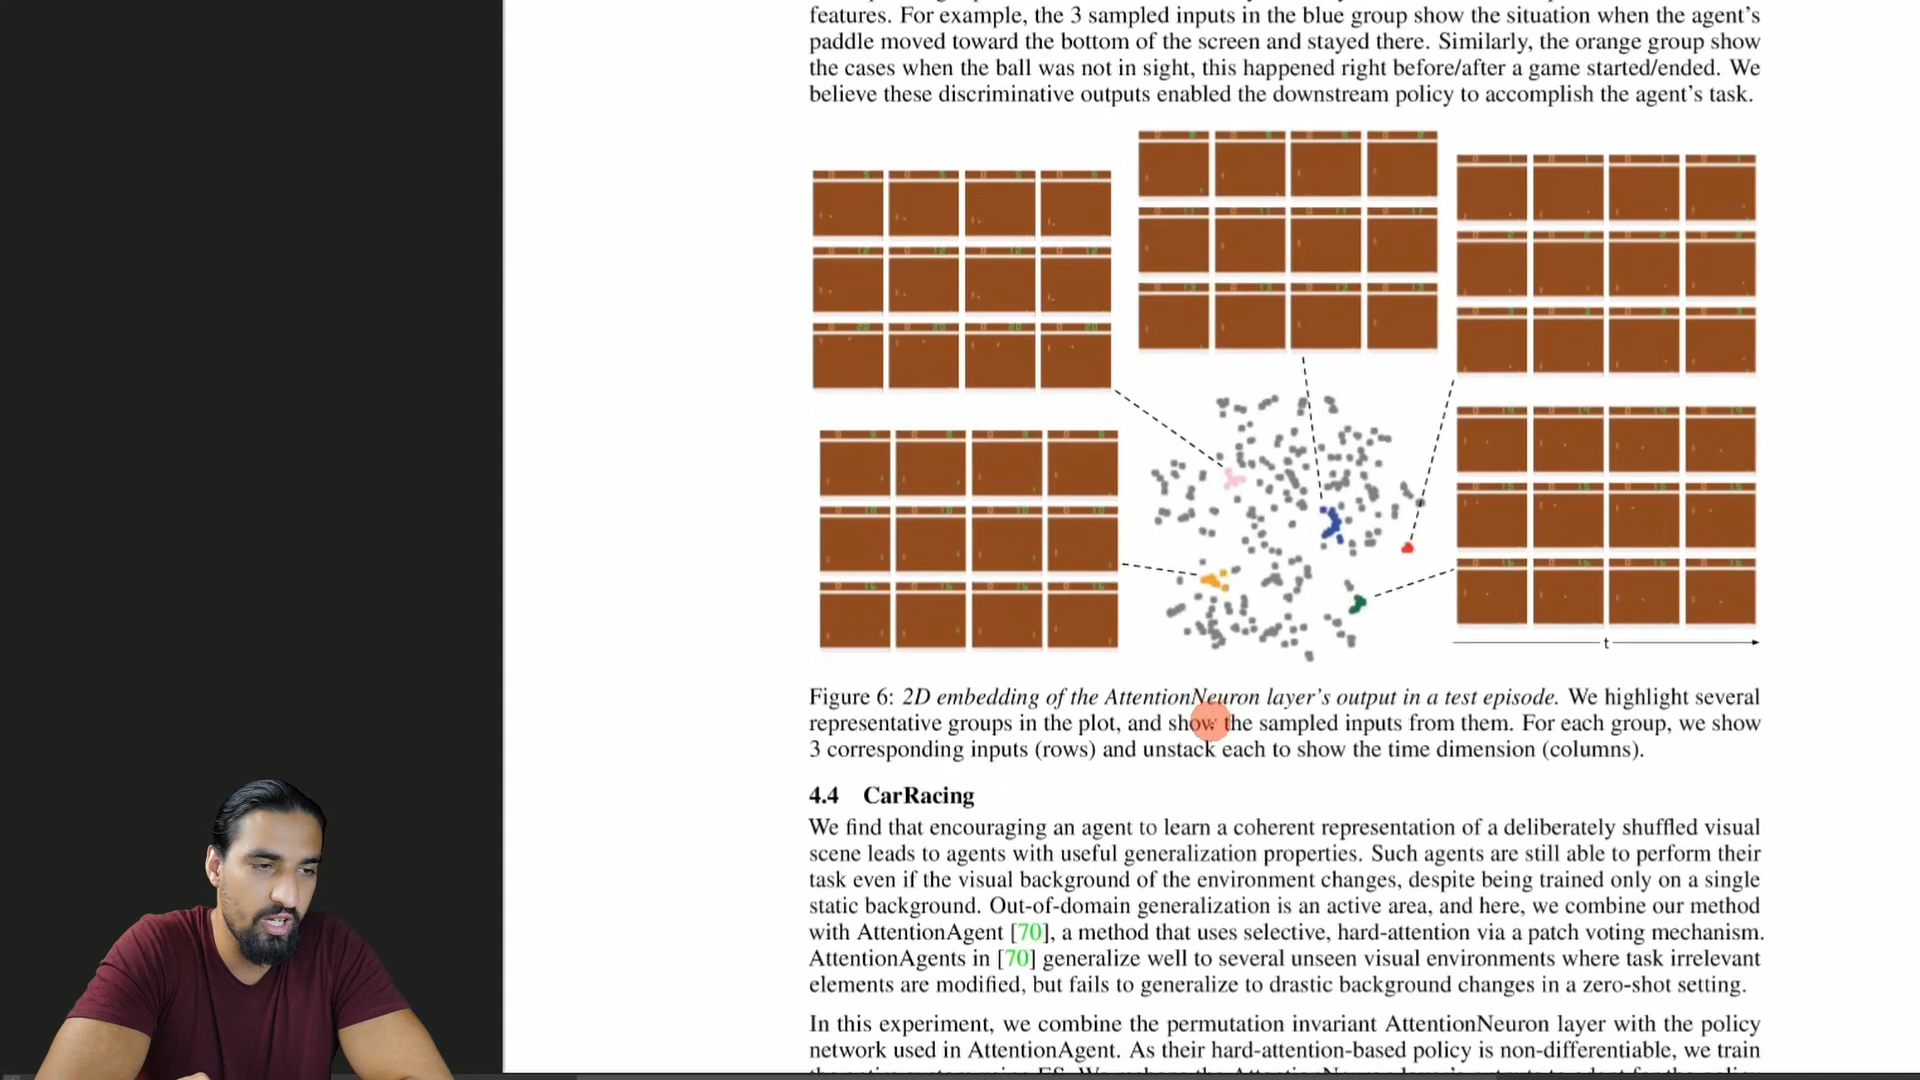 features. For example, the 3 sampled inputs in the blue group show the situation when the agent's
paddle moved toward the bottom of the screen and stayed there. Similarly, the orange group show
the cases when the ball was not in sight, this happened right before/after a game started/ended. We
believe these discriminative outputs enabled the downstream policy to accomplish the agent's task.
t
Figure 6: 2D embedding of the AttentionNeuron layer's output in a test episode. We highlight several
representative groups in the plot, and show the sampled inputs from them. For each group, we show
3 corresponding inputs (rows) and unstack each to show the time dimension (columns).
4.4 CarRacing
We find that encouraging an agent to learn a coherent representation of a deliberately shuffled visual
scene leads to agents with useful generalization properties. Such agents are still able to perform their
task even if the visual background of the environment changes, despite being trained only on a single
static background. Out-of-domain generalization is an active area, and here, we combine our method
with AttentionAgent [70], a method that uses selective, hard-attention via a patch voting mechanism.
AttentionAgents in [70] generalize well to several unseen visual environments where task irrelevant
elements are modified, but fails to generalize to drastic background changes in a zero-shot setting.
In this experiment, we combine the permutation invariant AttentionNeuron layer with the policy
network used in AttentionAgent. As their hard-attention-based policy is non-differentiable, we train